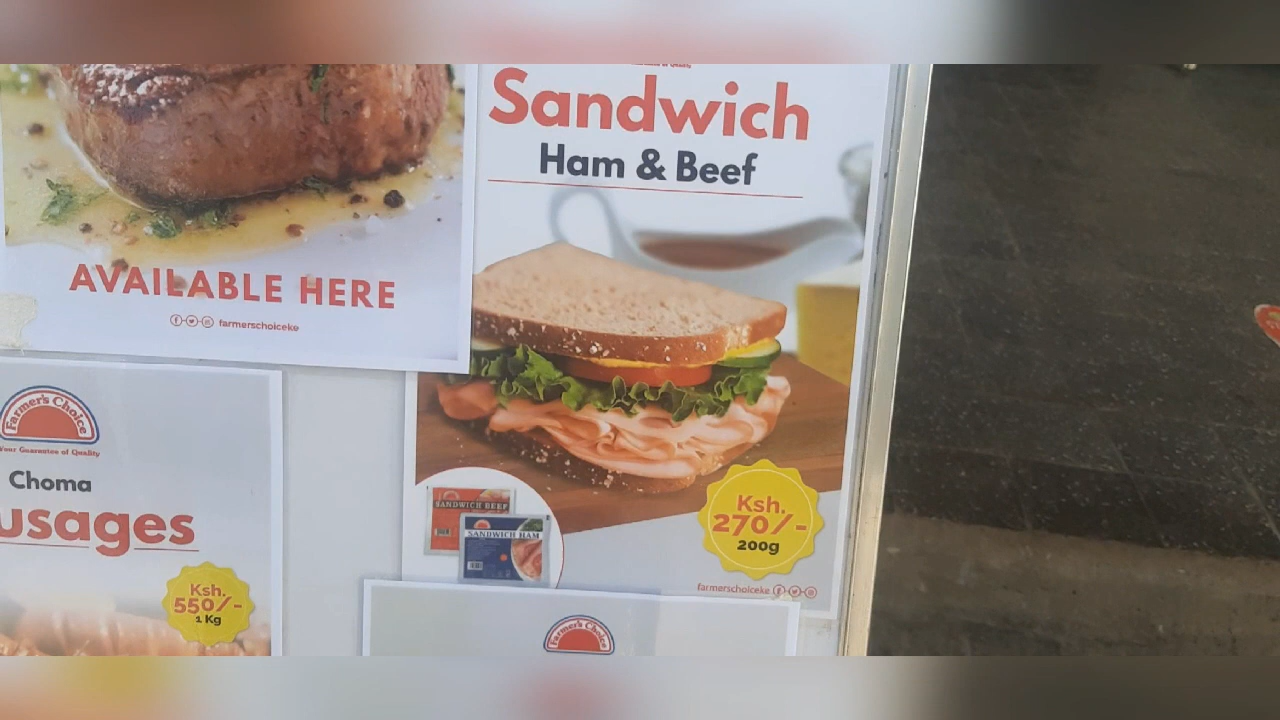 AVAILABLE HERE
farmerschoiceke
Farmer's Choice
Your Guarantee of Quality
Choma
usages
Ksh.
550/-
1 Kg
Sandwich
Ham & Beef
SANDWICH BEEF
SANDWICH HAM
Ksh.
270/-
200g
farmerschoiceke
Farmer's Choice